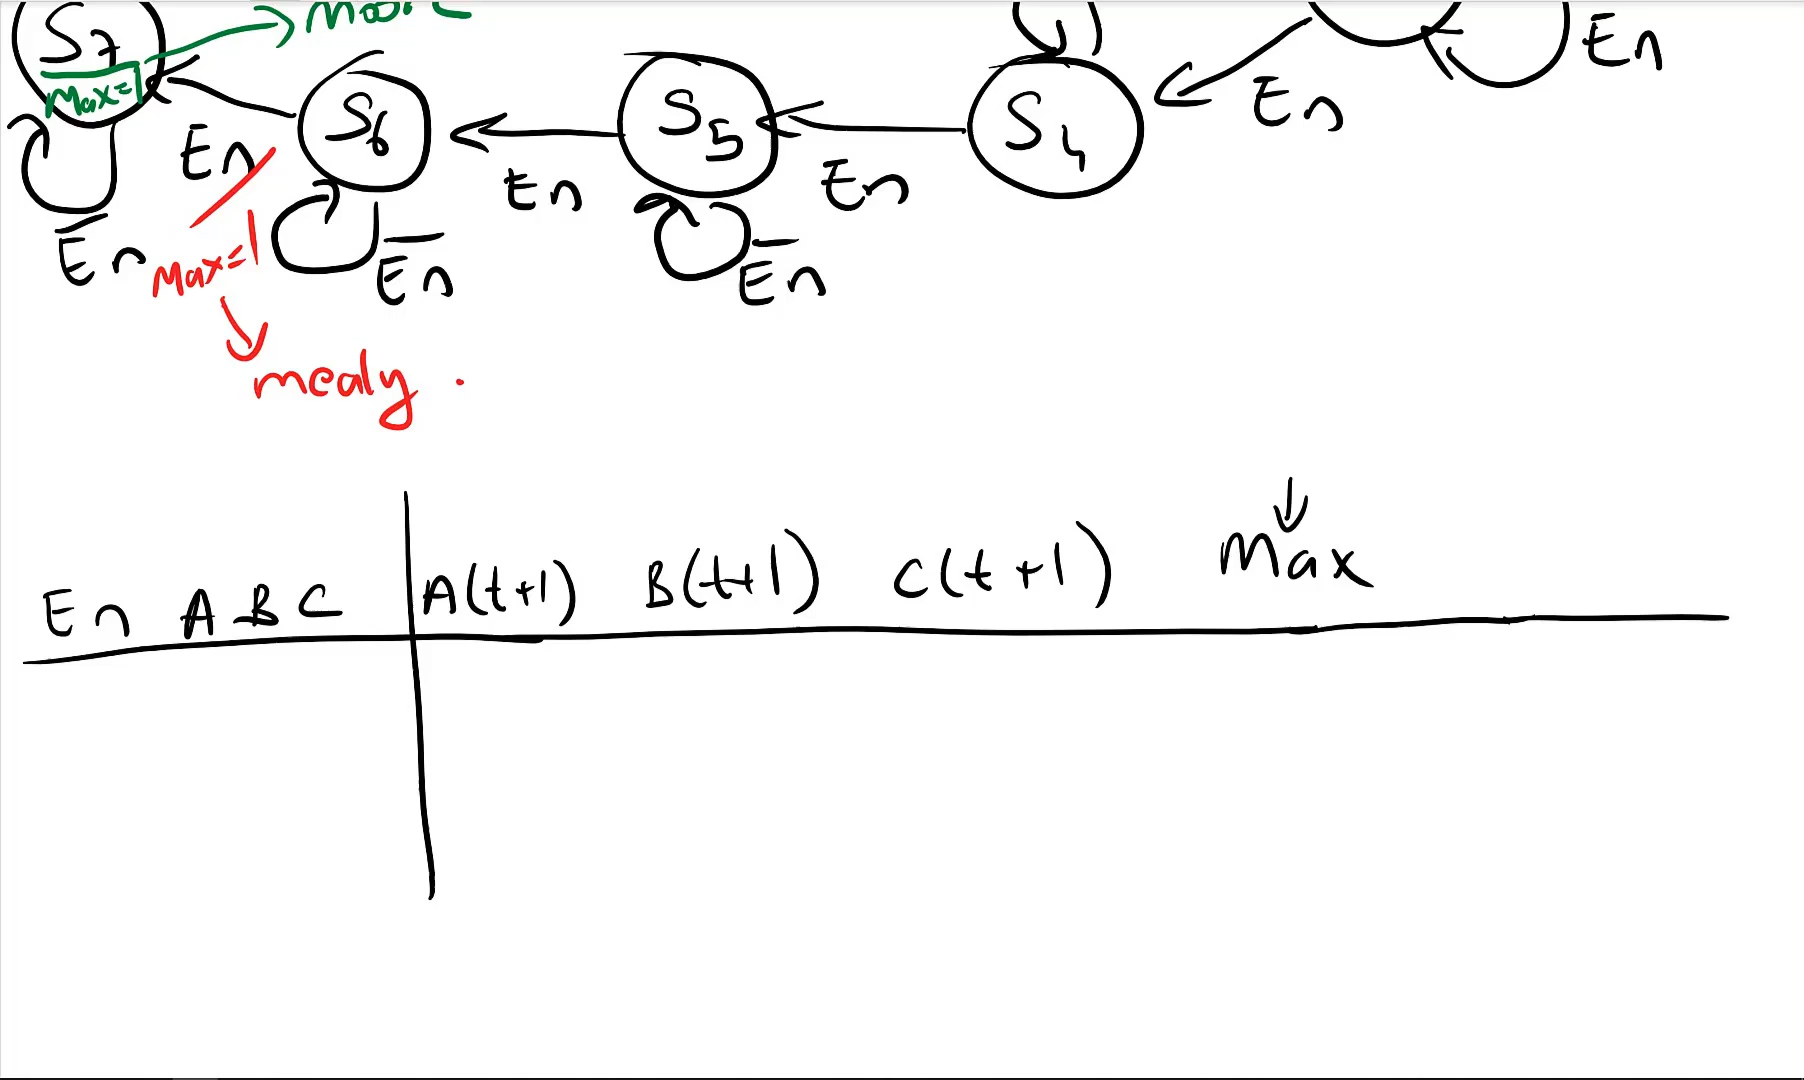 S7 Moore
Max=1
S6 S5 S4
En En En En En
En En En
Max=1
mealy .
En A B C A(t+1) B(t+1) C(t+1) Max